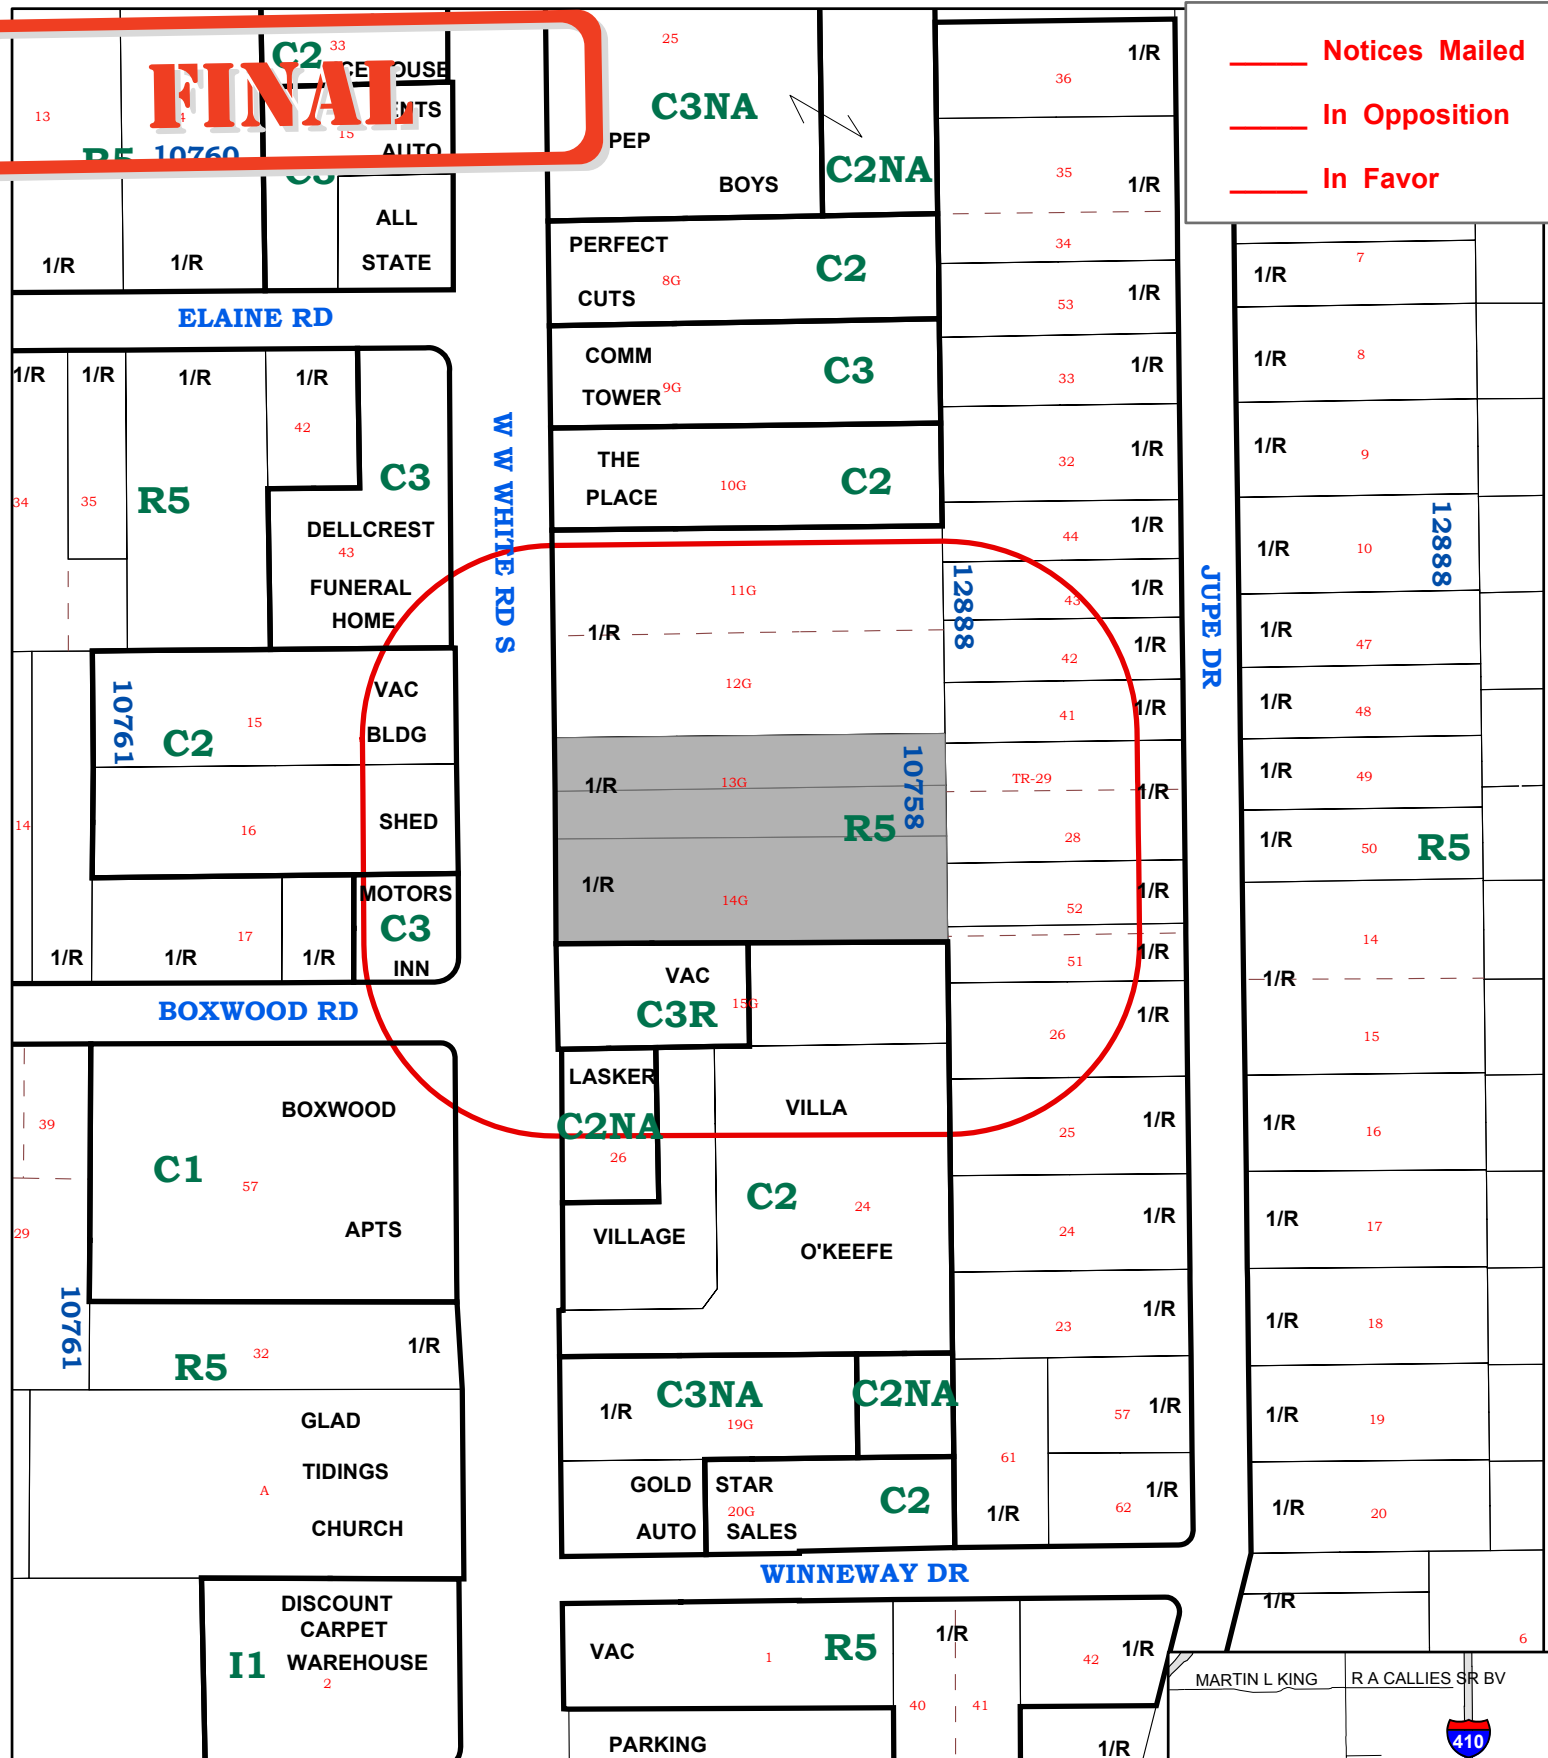 FINAL
____ Notices Mailed
____ In Opposition
____ In Favor
C2 33
13
R5 10760
15
AUTO
C3
ALL
STATE
1/R 1/R
ELAINE RD
25
C3NA
PEP
BOYS
C2NA
PERFECT
CUTS
8G
C2
COMM
TOWER
9G
C3
THE
PLACE
10G
C2
36 1/R
35 1/R
34
53 1/R
33 1/R
32 1/R
44 1/R
43 1/R
42 1/R
41 1/R
TR-29
1/R
28
52 1/R
51 1/R
26 1/R
25 1/R
24 1/R
23 1/R
57 1/R
61
1/R
62 1/R
1/R 1/R 1/R 1/R
42
34 35
R5
C3
DELLCREST
43
FUNERAL
HOME
W W WHITE RD S
11G
1/R
12G
12888
JUPE DR
10761
C2
15
VAC
BLDG
16
SHED
14
MOTORS
C3
INN
17
1/R 1/R 1/R
1/R 13G
10758
R5
1/R 14G
BOXWOOD RD
VAC
C3R 15G
LASKER
C2NA
26
VILLAGE
VILLA
C2 24
O'KEEFE
39
29
BOXWOOD
C1
57
APTS
10761
R5 32 1/R
GLAD
TIDINGS
A
CHURCH
1/R C3NA
19G
C2NA
GOLD
AUTO
STAR
20G
SALES
C2
WINNEWAY DR
DISCOUNT
CARPET
WAREHOUSE
I1
2
VAC 1 R5
1/R
40 41
42 1/R
PARKING
1/R
1/R 7
1/R 8
1/R 9
1/R 10
12888
1/R 47
1/R 48
1/R 49
1/R 50 R5
14
1/R
15
1/R 16
1/R 17
1/R 18
1/R 19
1/R 20
1/R
6
MARTIN L KING
R A CALLIES SR BV
410